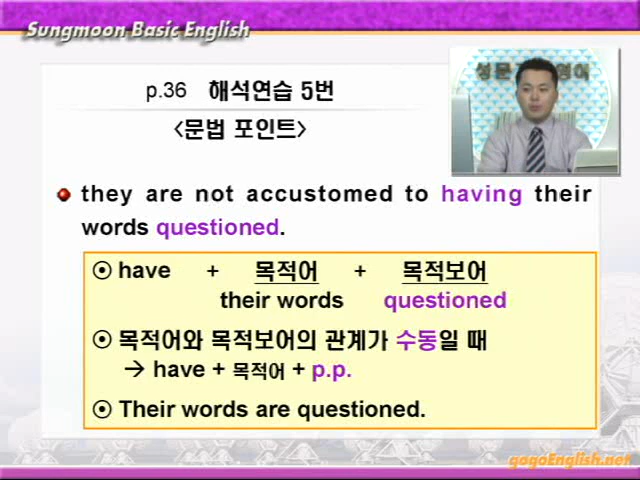 Sungmoon Basic English
p.36 해석연습 5번
<문법 포인트>
they are not accustomed to having their
words questioned.
have + 목적어 + 목적보어
their words questioned
목적어와 목적보어의 관계가 수동일 때
→ have + 목적어 + p.p.
Their words are questioned.
gogoEnglish.net